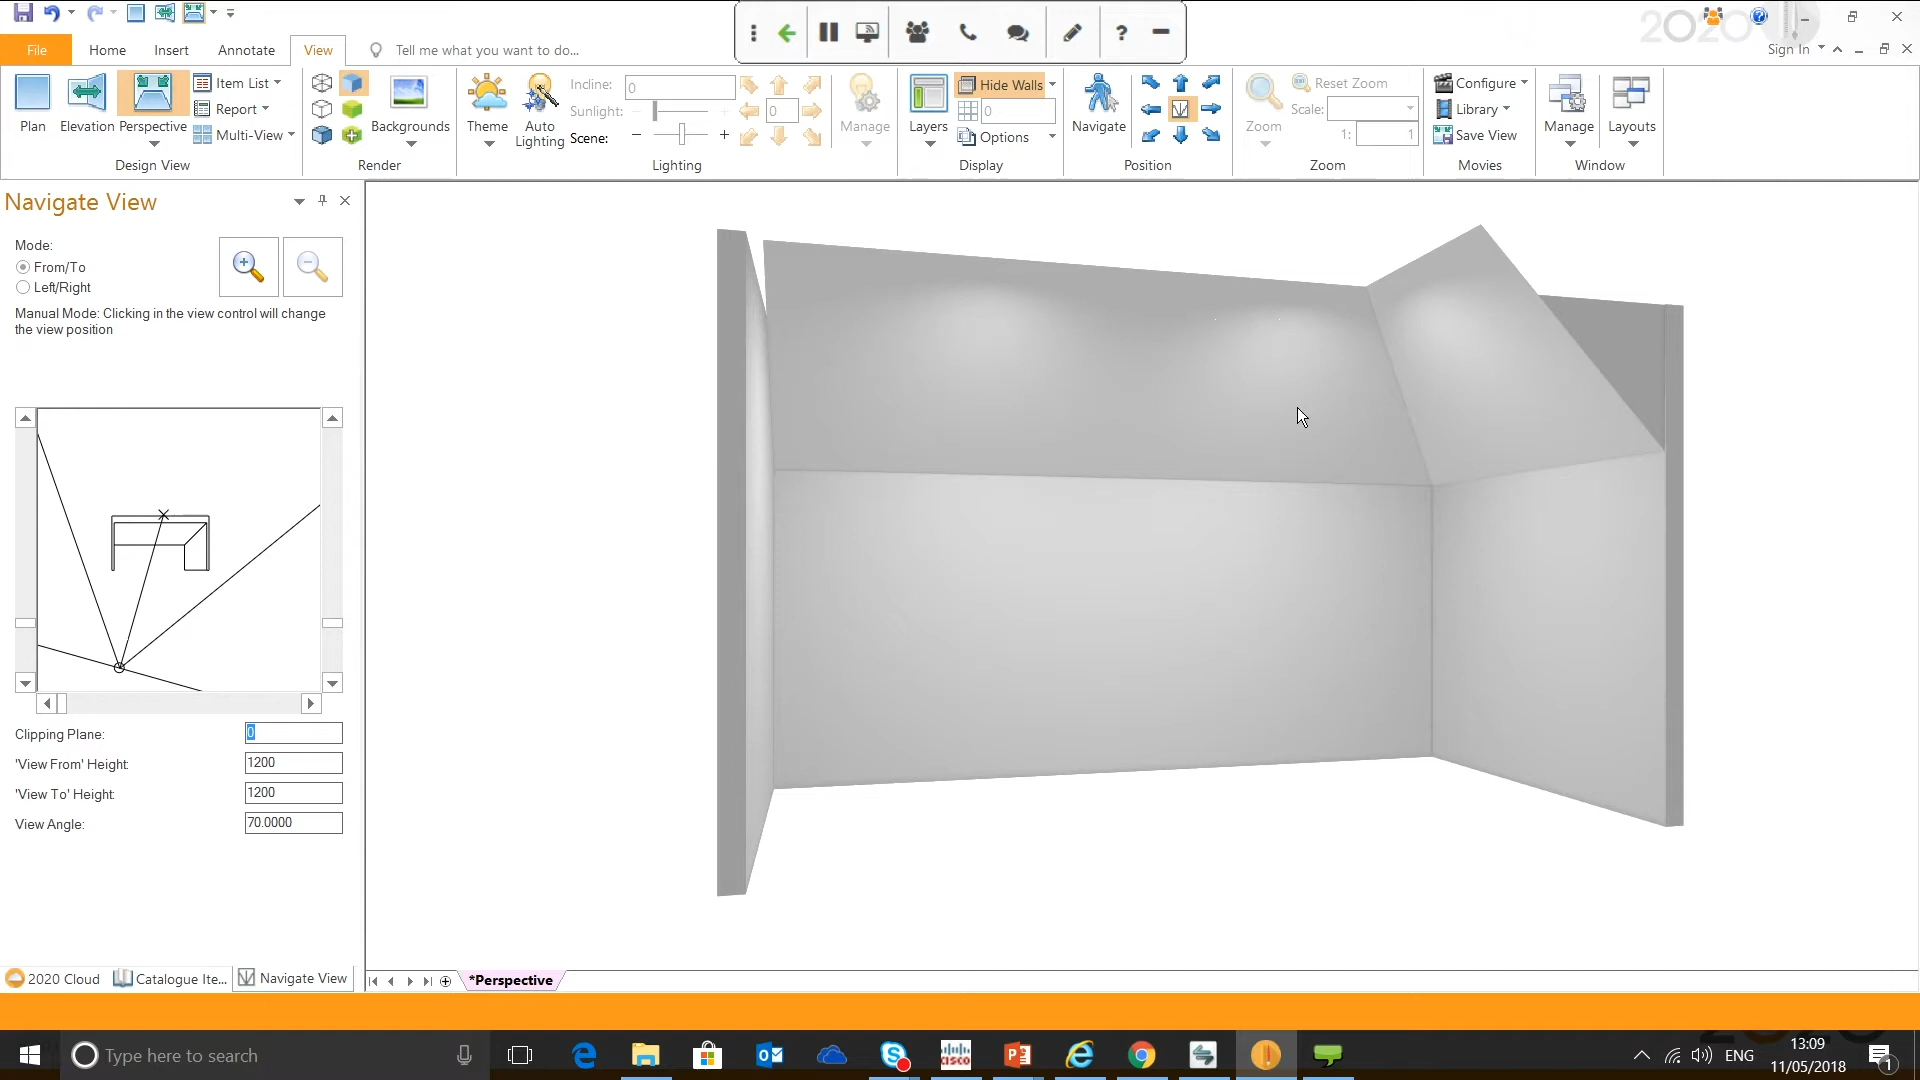 2020
Sign In
File
Home
Insert
Annotate
View
Tell me what you want to do...
Plan
Elevation
Perspective
Item List
Report
Multi-View
Design View
Backgrounds
Render
Theme
Auto
Lighting
Incline:
0
Sunlight:
0
Scene:
Manage
Lighting
Layers
Hide Walls
0
Options
Display
Navigate
Position
Zoom
Reset Zoom
Scale:
1:
1
Zoom
Configure
Library
Save View
Movies
Manage
Layouts
Window
Navigate View
Mode:
From/To
Left/Right
Manual Mode: Clicking in the view control will change
the view position
Clipping Plane:
0
'View From' Height:
1200
'View To' Height:
1200
View Angle:
70.0000
2020 Cloud
Catalogue Ite...
Navigate View
*Perspective
Type here to search
CISCO
ENG
13:09
11/05/2018
1